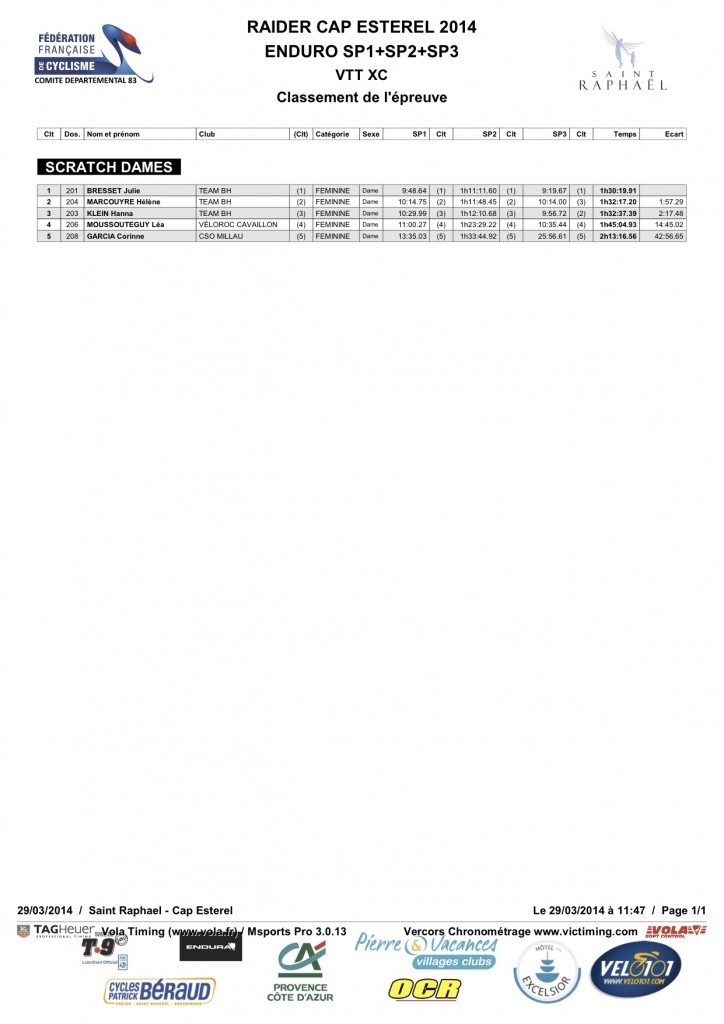 FÉDÉRATION
FRANÇAISE
DE CYCLISME
COMITE DEPARTEMENTAL 83
RAIDER CAP ESTEREL 2014
ENDURO SP1+SP2+SP3
VTT XC
Classement de l'épreuve
SAINT
RAPHAËL
Clt Dos. Nom et prénom Club (Clt) Catégorie Sexe SP1 Clt SP2 Clt SP3 Clt Temps Ecart
SCRATCH DAMES
1 201 BRESSET Julie TEAM BH (1) FEMININE Dame 9:48.64 (1) 1h11:11.60 (1) 9:19.67 (1) 1h30:19.91
2 204 MARCOUYRE Hélène TEAM BH (2) FEMININE Dame 10:14.75 (2) 1h11:48.45 (2) 10:14.00 (3) 1h32:17.20 1:57.29
3 203 KLEIN Hanna TEAM BH (3) FEMININE Dame 10:29.99 (3) 1h12:10.68 (3) 9:56.72 (2) 1h32:37.39 2:17.48
4 206 MOUSSOUTEGUY Léa VÉLOROC CAVAILLON (4) FEMININE Dame 11:00.27 (4) 1h23:29.22 (4) 10:35.44 (4) 1h45:04.93 14:45.02
5 208 GARCIA Corinne CSO MILLAU (5) FEMININE Dame 13:35.03 (5) 1h33:44.92 (5) 25:56.61 (5) 2h13:16.56 42:56.65
29/03/2014 / Saint Raphael - Cap Esterel Le 29/03/2014 à 11:47 / Page 1/1
TAGHeuer Vola Timing (www.vola.fr) / Msports Pro 3.0.13 Vercors Chronométrage www.victiming.com VOLA
PROFESSIONAL TIMING SOFT CONTROL
T.9
Lubrifiant Officiel
ENDURA
CA
PROVENCE
CÔTE D'AZUR
Pierre & Vacances
villages clubs
HÔTEL
EXCELSIOR
VELO101
WWW.VELO101.COM
CYCLES
PATRICK BÉRAUD
OCR